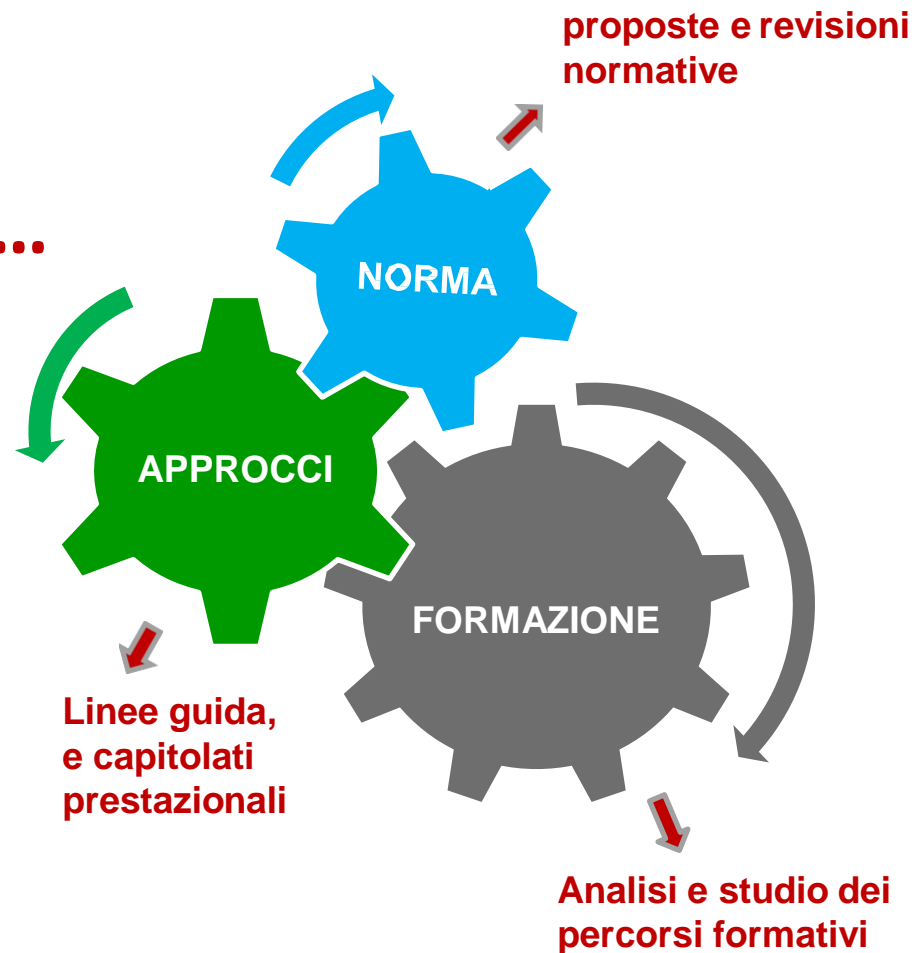 proposte e revisioni
normative
...
NORMA
APPROCCI
FORMAZIONE
Linee guida,
e capitolati
prestazionali
Analisi e studio dei
percorsi formativi